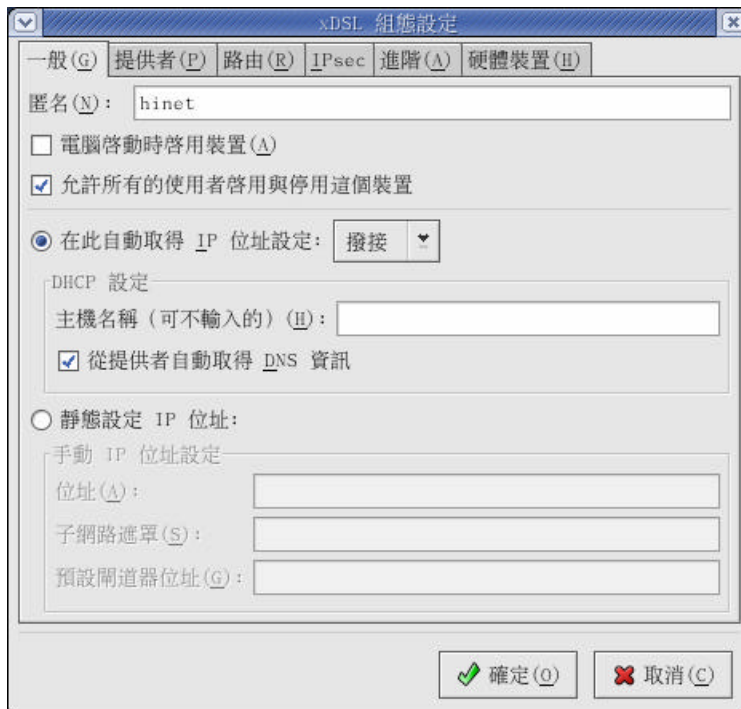 xDSL 組態設定
一般(G) 提供者(P) 路由(R) IPsec 進階(A) 硬體裝置(H)
匿名(N): hinet
電腦啓動時啓用裝置(A)
允許所有的使用者啓用與停用這個裝置
在此自動取得 IP 位址設定: 撥接
DHCP 設定
主機名稱 (可不輸入的) (H):
從提供者自動取得 DNS 資訊
靜態設定 IP 位址:
手動 IP 位址設定
位址(A):
子網路遮罩(S):
預設閘道器位址(G):
確定(O) 取消(C)